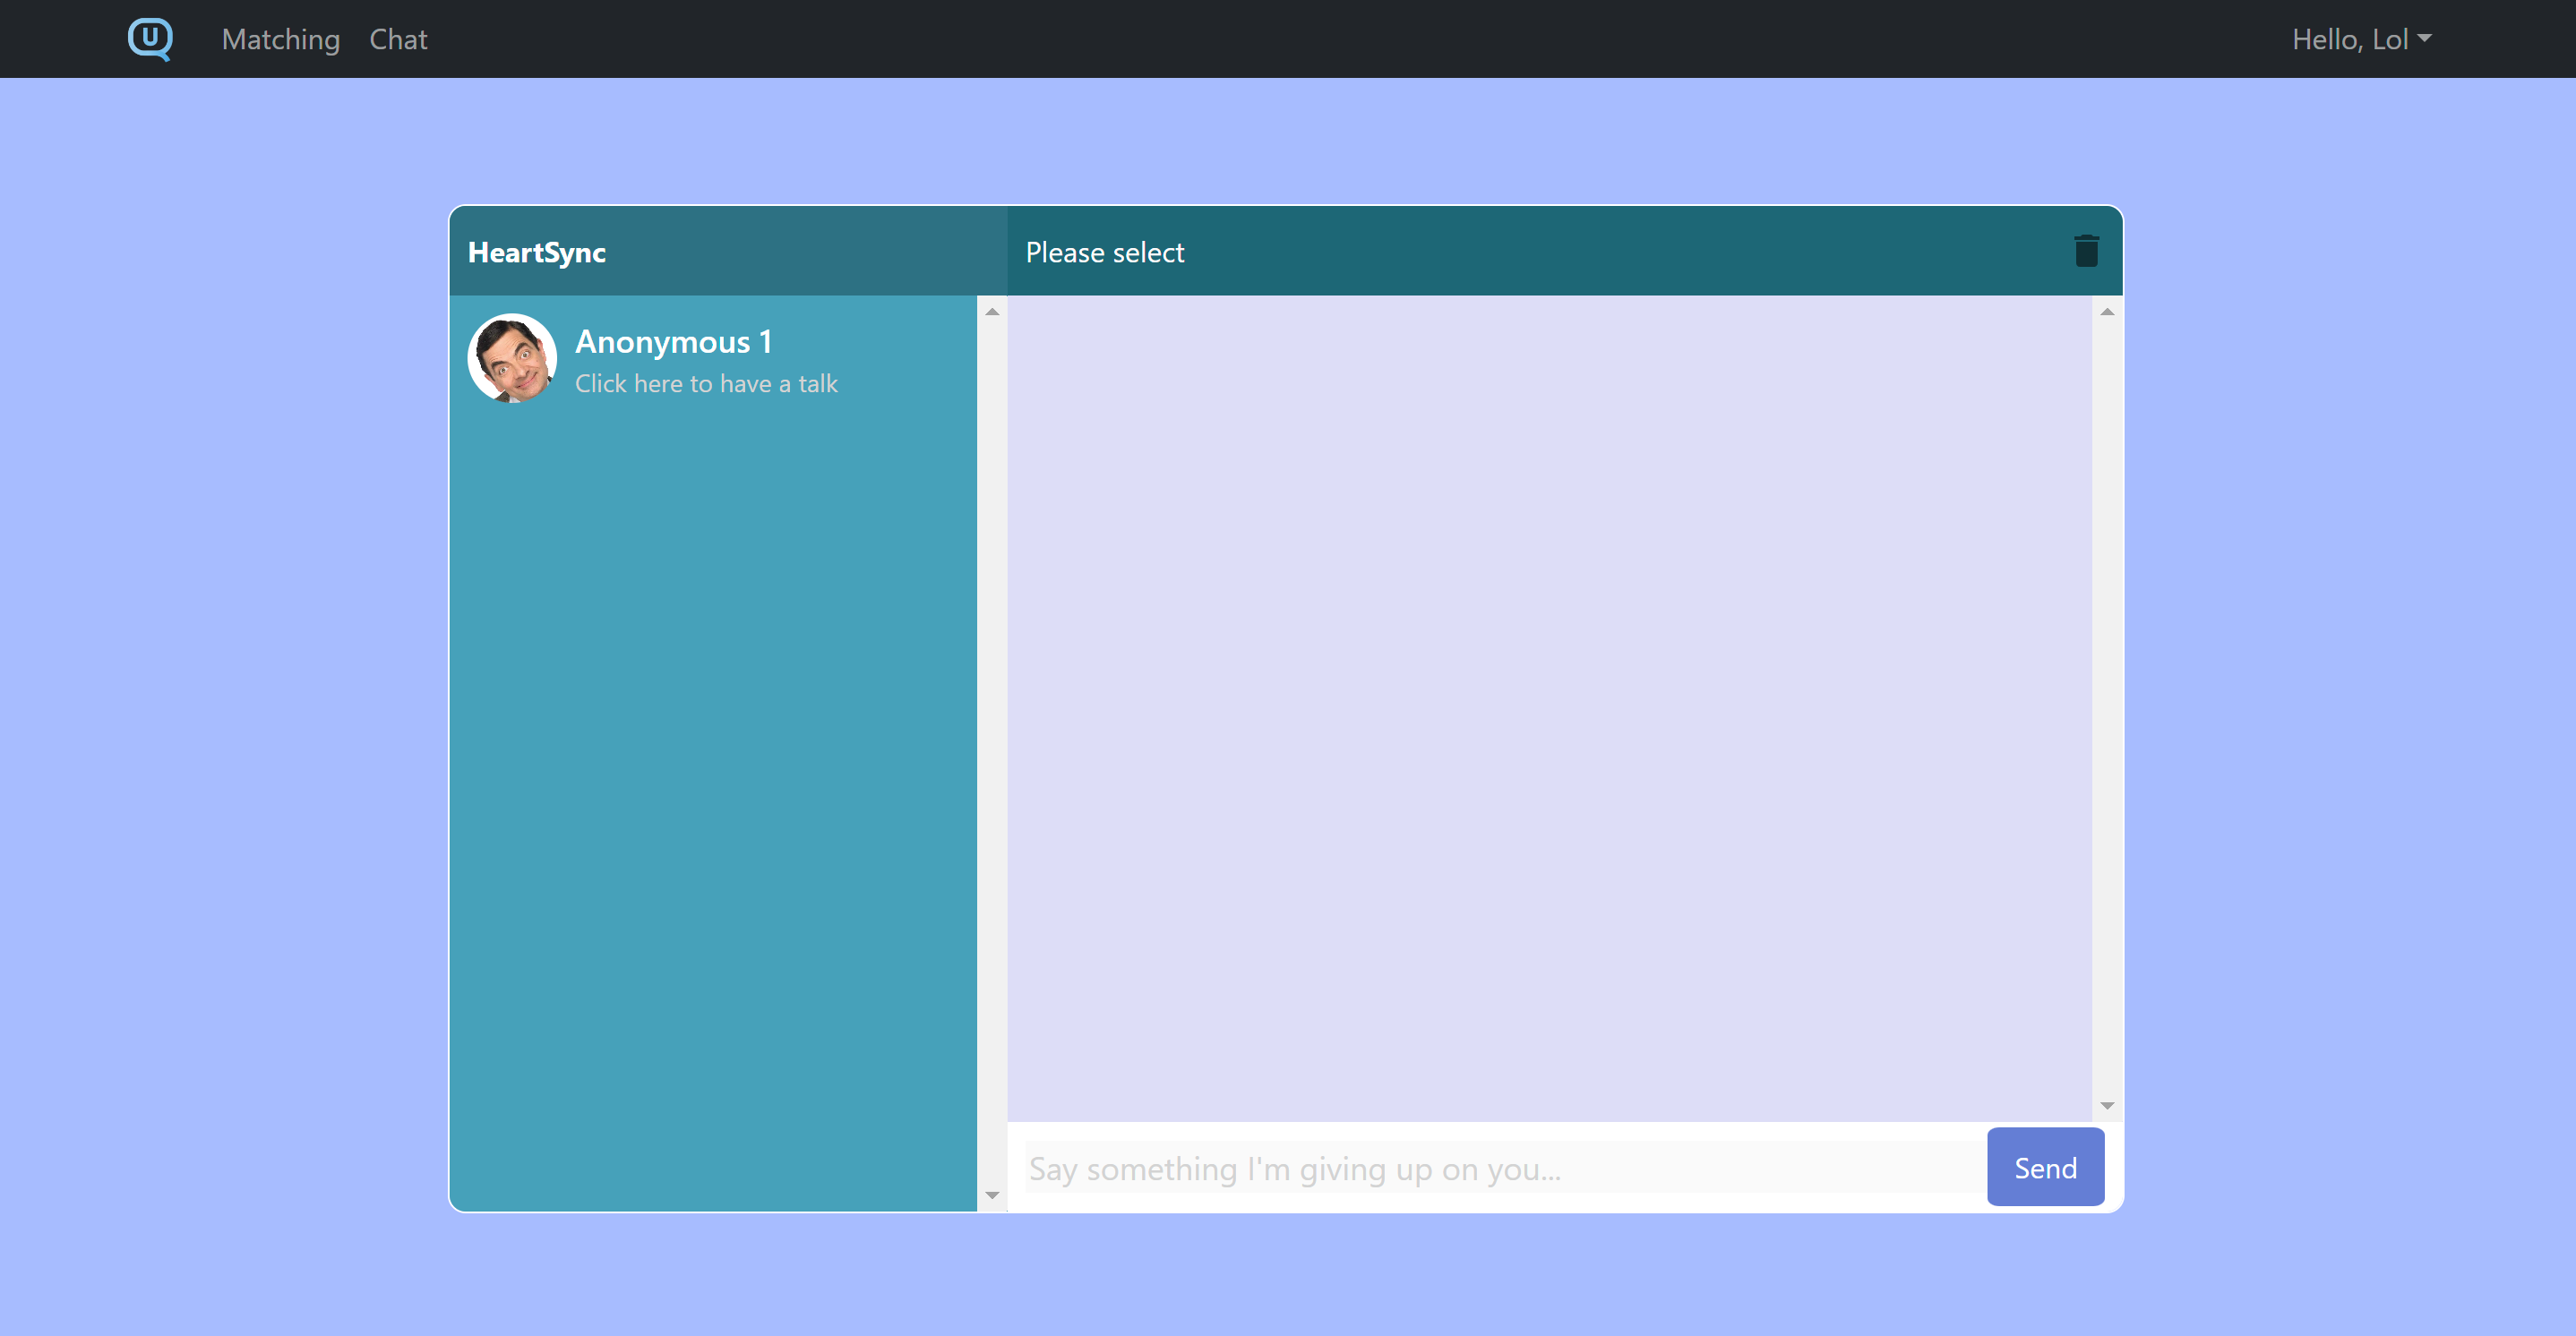 U
Matching
Chat
Hello, Lol
HeartSync
Please select
Anonymous 1
Click here to have a talk
Say something I'm giving up on you...
Send